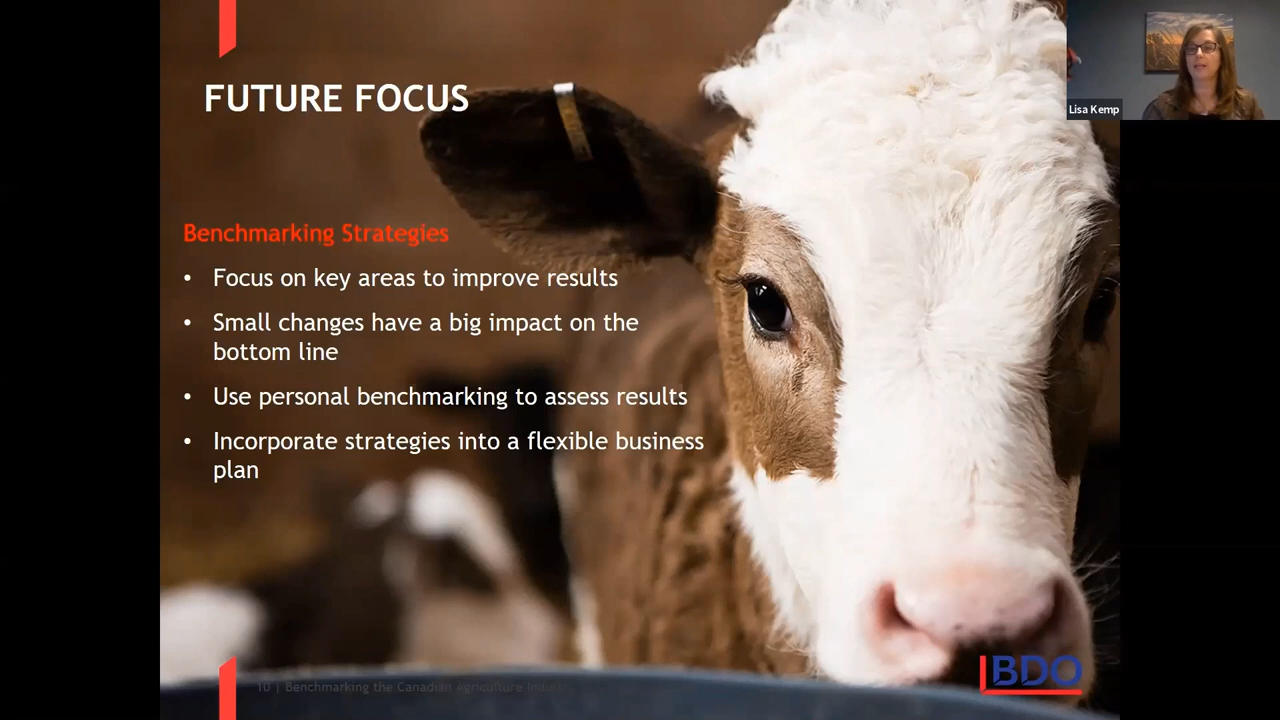 FUTURE FOCUS
Lisa Kemp
Benchmarking Strategies
• Focus on key areas to improve results
• Small changes have a big impact on the
bottom line
• Use personal benchmarking to assess results
• Incorporate strategies into a flexible business
plan
10 | Benchmarking the Canadian Agriculture
BDO